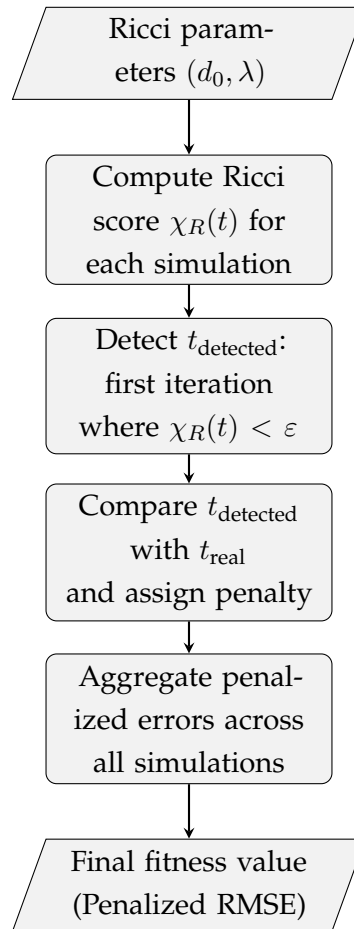 Ricci param-
eters (d₀, λ)
Compute Ricci
score χ_R(t) for
each simulation
Detect t_detected:
first iteration
where χ_R(t) < ε
Compare t_detected
with t_real
and assign penalty
Aggregate penal-
ized errors across
all simulations
Final fitness value
(Penalized RMSE)